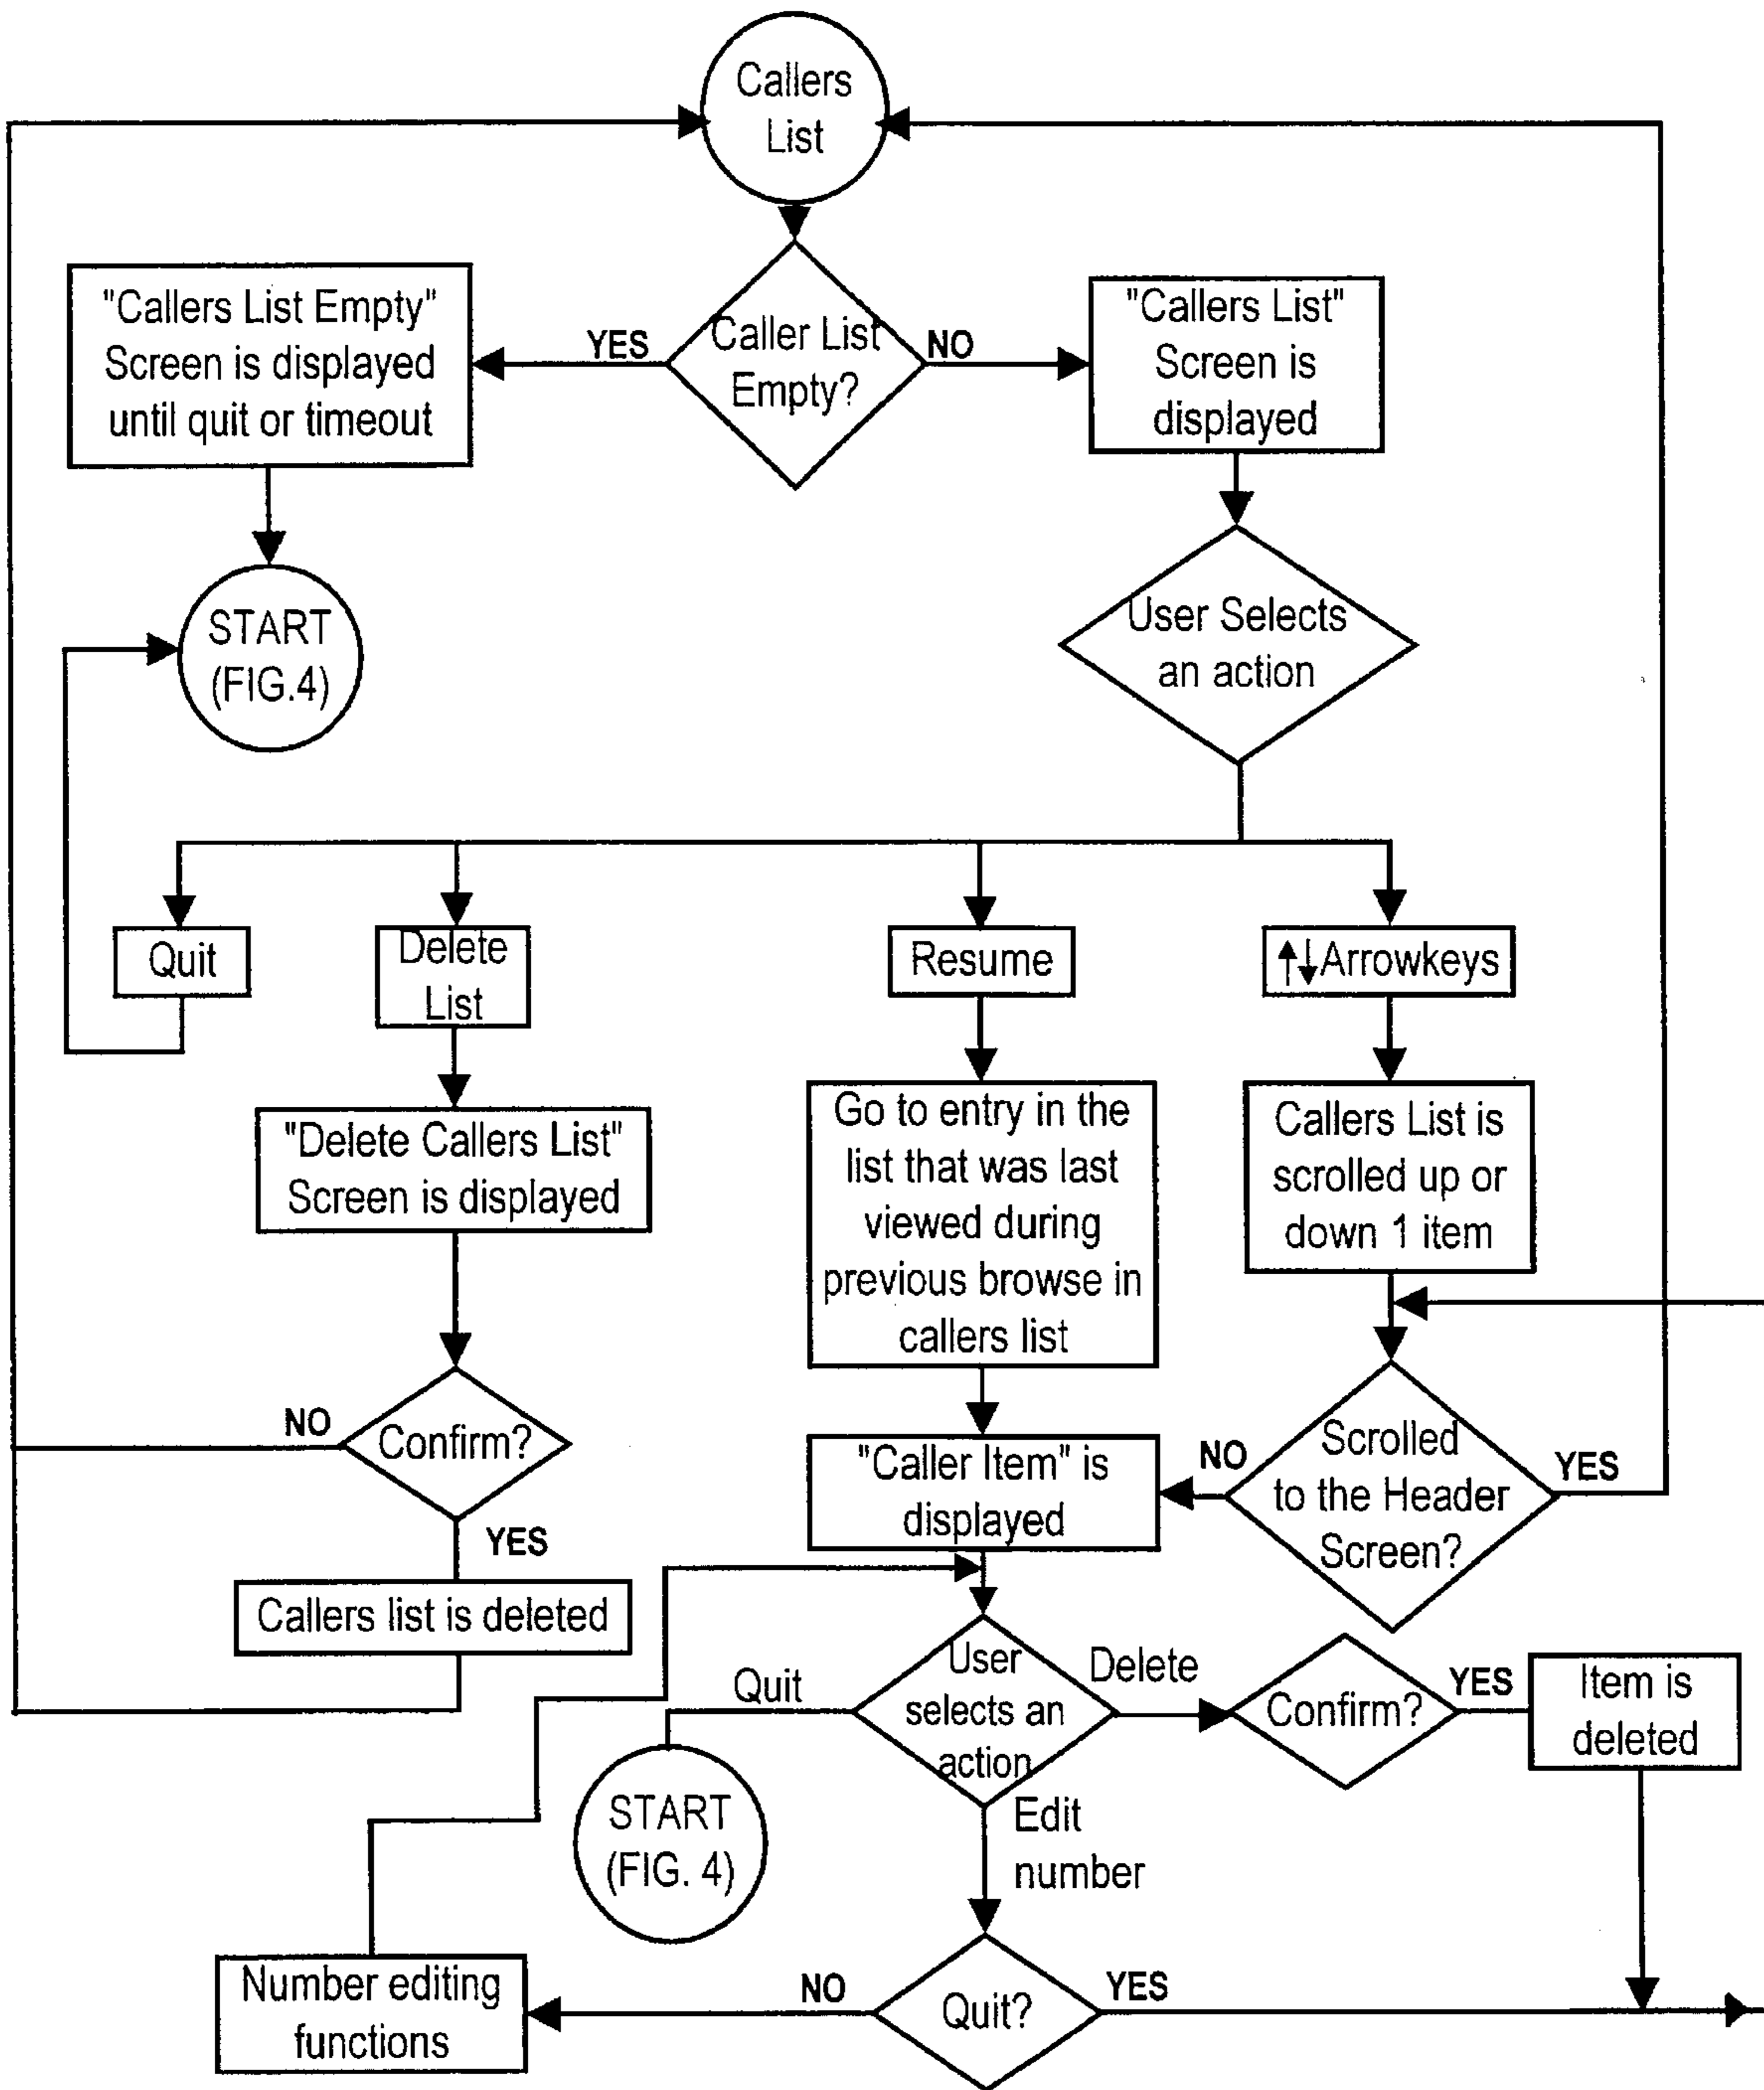 Callers
List
"Callers List Empty"
Screen is displayed
until quit or timeout
YES
Caller List
Empty?
NO
"Callers List"
Screen is
displayed
START
(FIG.4)
User Selects
an action
Quit
Delete
List
Resume
↑↓Arrowkeys
"Delete Callers List"
Screen is displayed
Go to entry in the
list that was last
viewed during
previous browse in
callers list
Callers List is
scrolled up or
down 1 item
NO
Confirm?
YES
Callers list is deleted
"Caller Item" is
displayed
NO
Scrolled
to the Header
Screen?
YES
Quit
User
selects an
action
Delete
Confirm?
YES
Item is
deleted
START
(FIG. 4)
Edit
number
Number editing
functions
NO
Quit?
YES